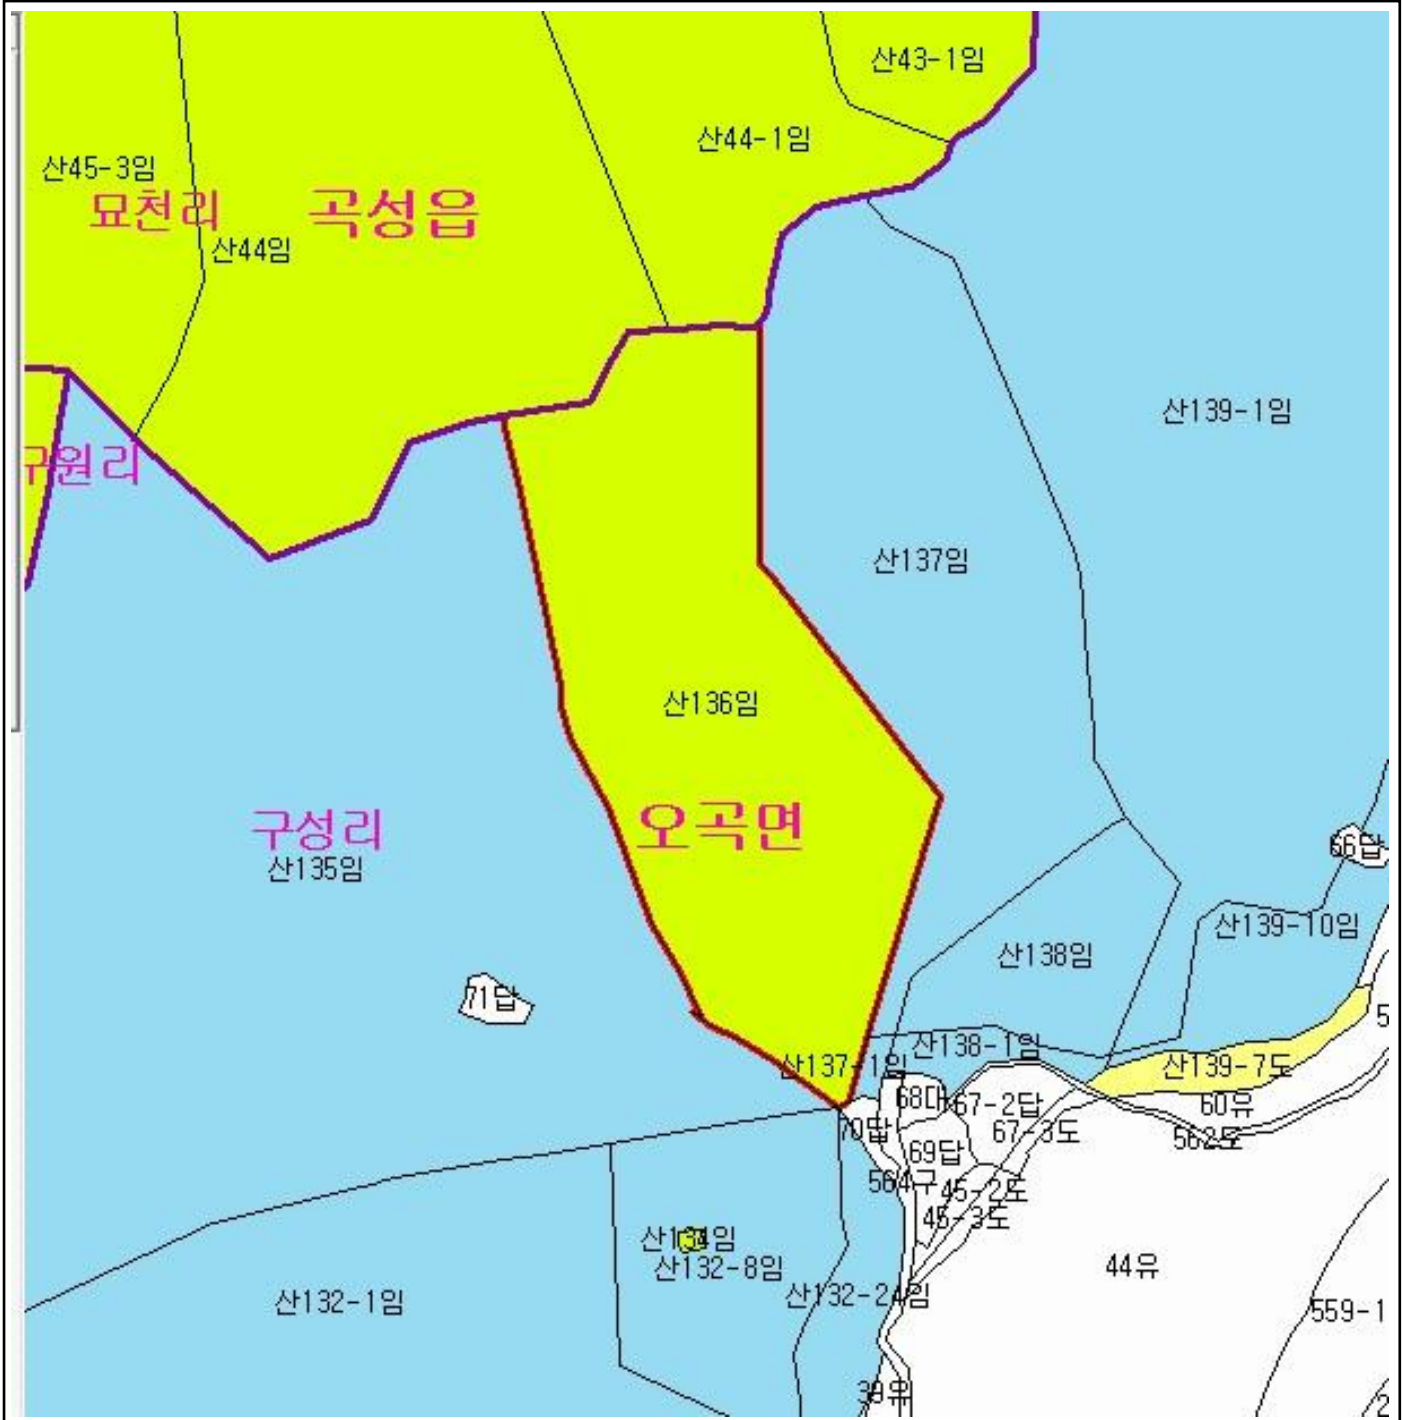 산43-1임
산44-1임
산45-3임
묘천리
곡성읍
산44임
산139-1임
구원리
산137임
산136임
오곡면
구성리
산135임
66답
산139-10임
산138임
71답
5
산138-1임
산137-1임
산139-7도
68대
67-2답
60유
70답
67-3도
562도
69답
564구
45-2도
45-3도
산134임
산132-8임
44유
산132-24임
산132-1임
559-1
39유
2